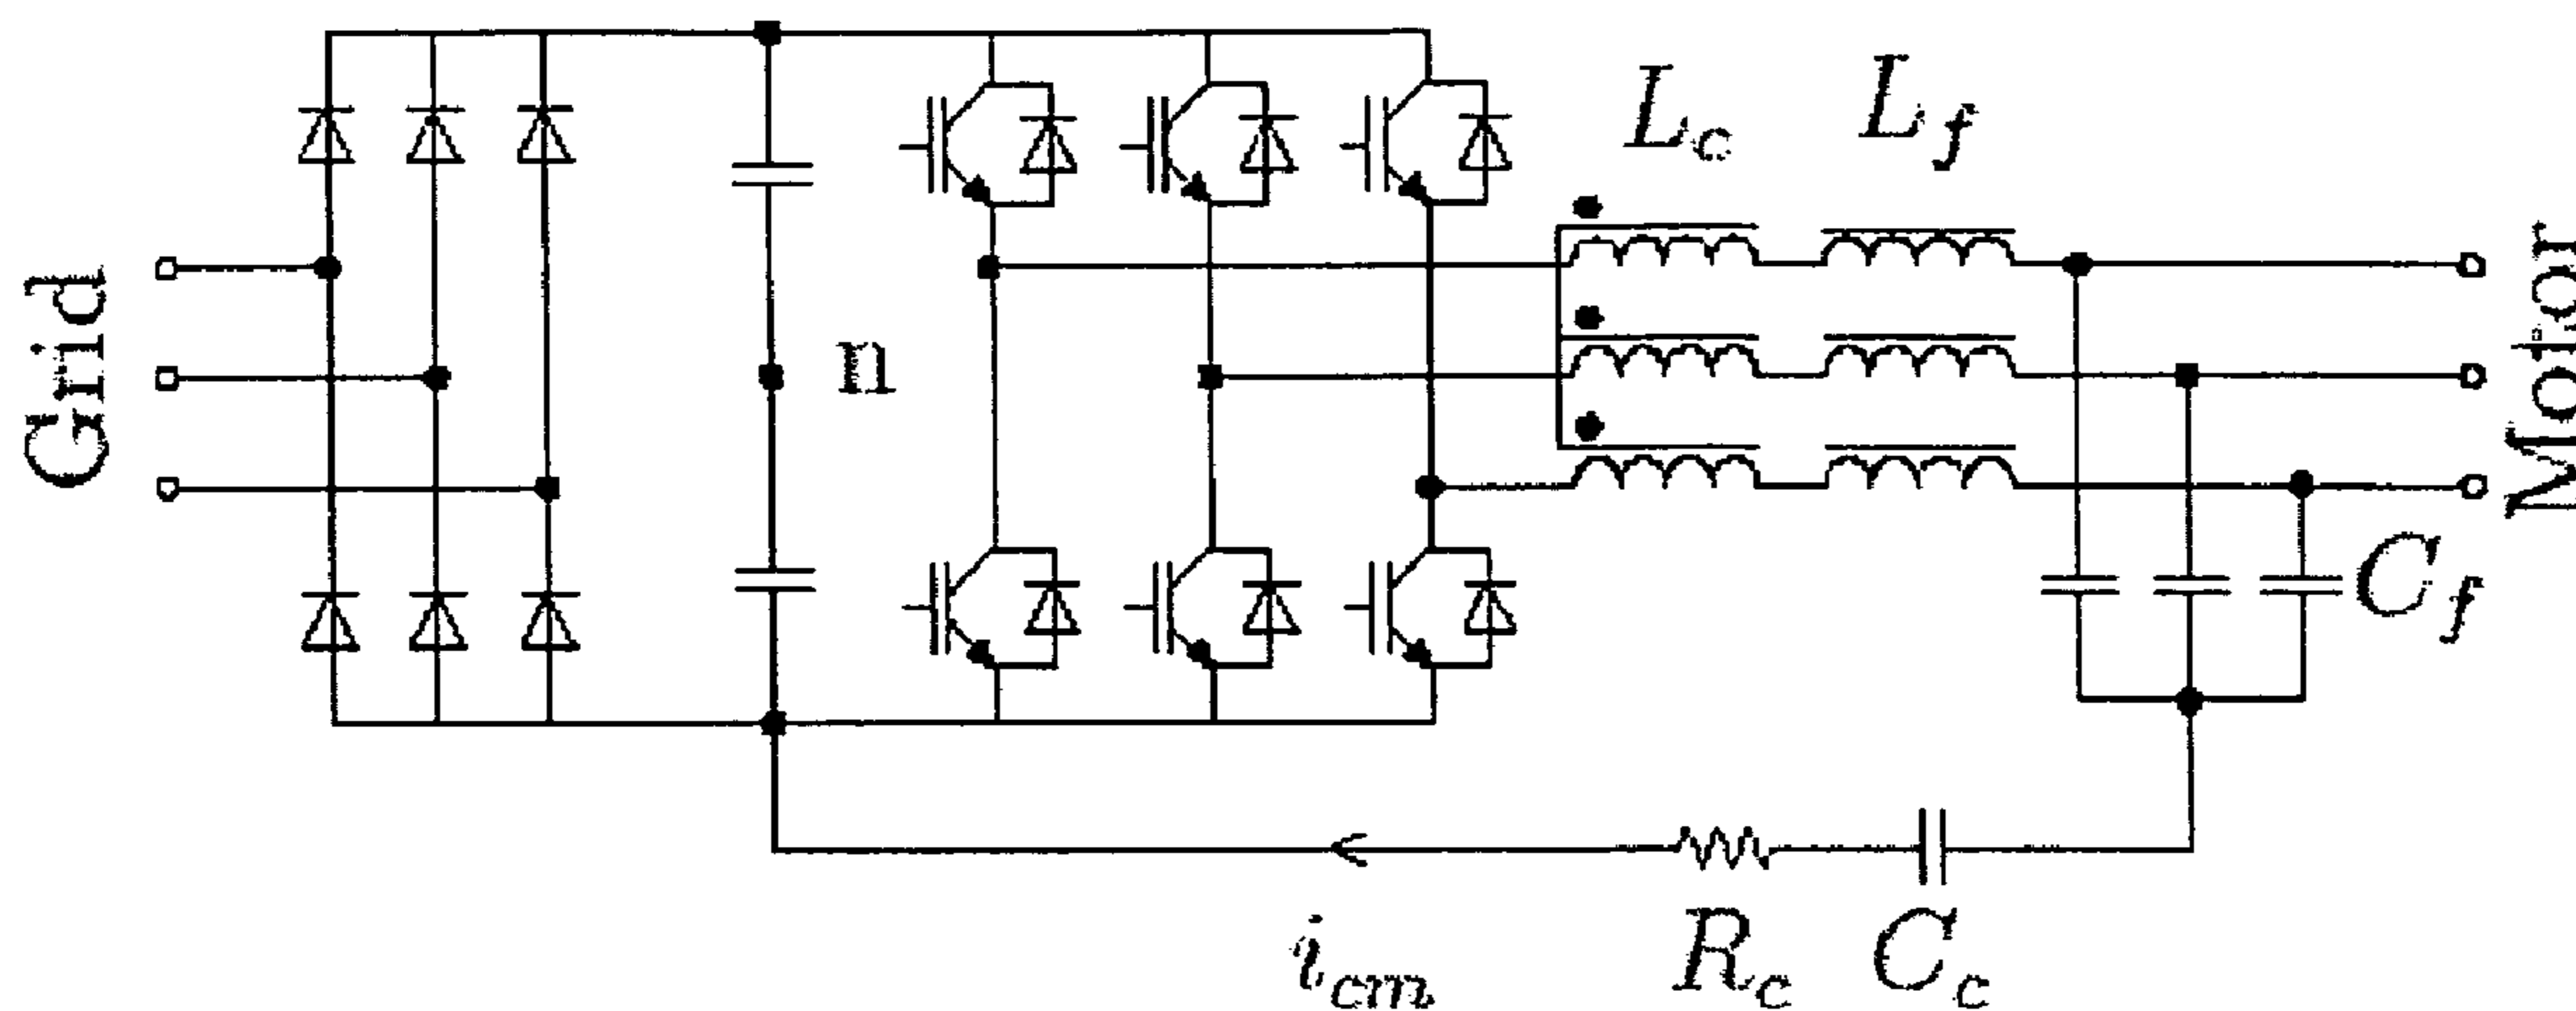 Grid
n
L_c
L_f
Motor
C_f
i_cm
R_c
C_c